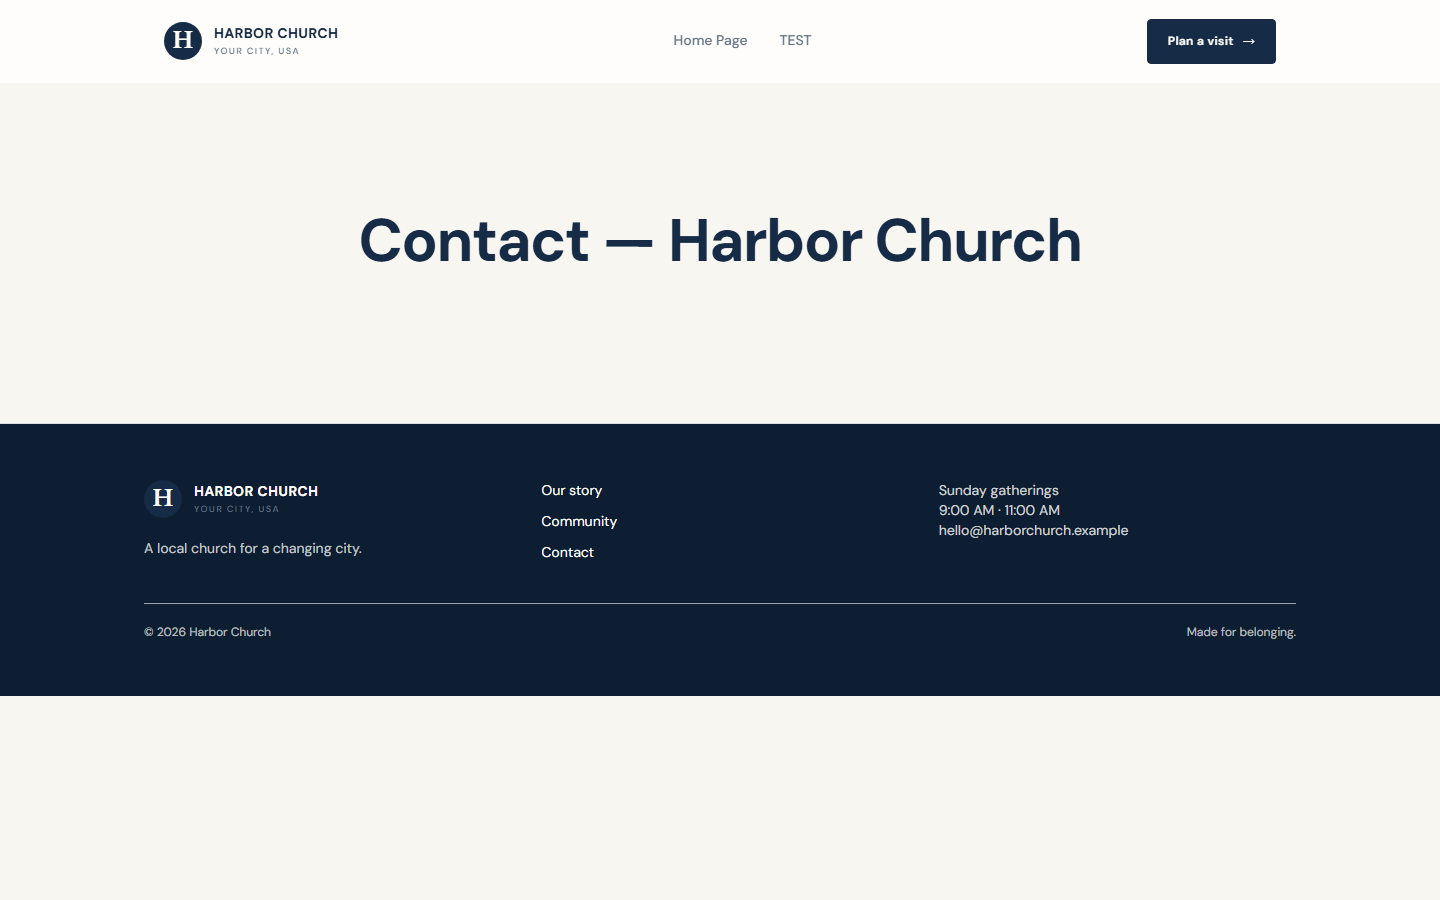 H
HARBOR CHURCH
YOUR CITY, USA
Home Page
TEST
Plan a visit →
Contact — Harbor Church
H
HARBOR CHURCH
YOUR CITY, USA
A local church for a changing city.
Our story
Community
Contact
Sunday gatherings
9:00 AM · 11:00 AM
hello@harborchurch.example
© 2026 Harbor Church
Made for belonging.